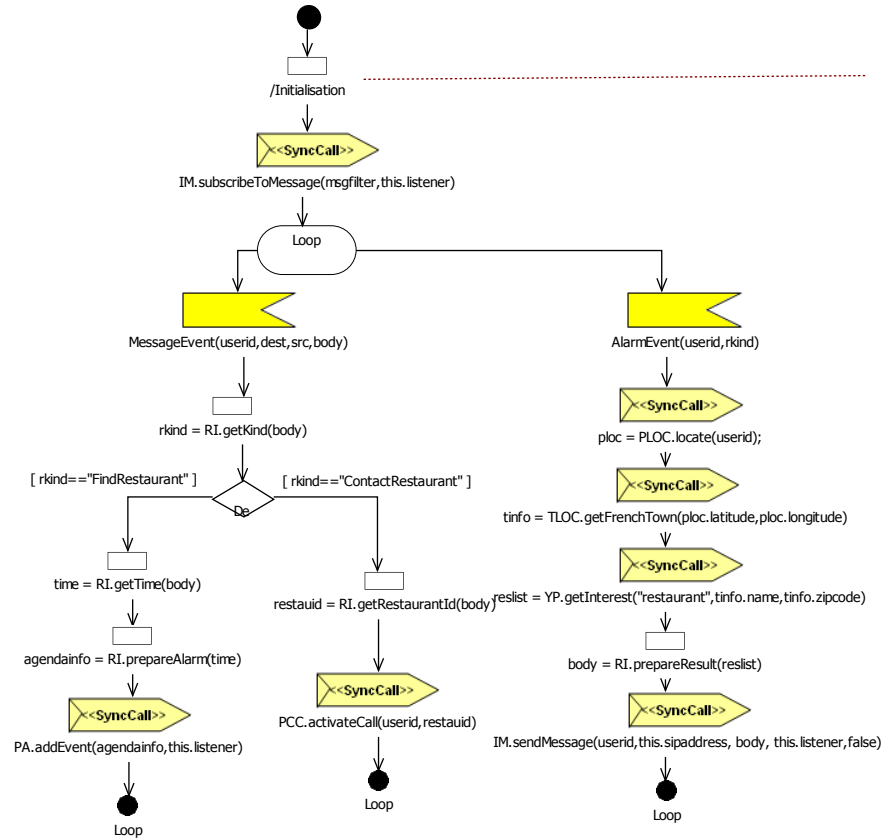 /Initialisation
<<SyncCall>>
IM.subscribeToMessage(msgfilter,this.listener)
Loop
MessageEvent(userid,dest,src,body)
rkind = RI.getKind(body)
[ rkind=="FindRestaurant" ]
[ rkind=="ContactRestaurant" ]
De
time = RI.getTime(body)
agendainfo = RI.prepareAlarm(time)
<<SyncCall>>
PA.addEvent(agendainfo,this.listener)
Loop
restauid = RI.getRestaurantId(body)
<<SyncCall>>
PCC.activateCall(userid,restauid)
Loop
AlarmEvent(userid,rkind)
<<SyncCall>>
ploc = PLOC.locate(userid);
<<SyncCall>>
tinfo = TLOC.getFrenchTown(ploc.latitude,ploc.longitude)
<<SyncCall>>
reslist = YP.getInterest("restaurant",tinfo.name,tinfo.zipcode)
body = RI.prepareResult(reslist)
<<SyncCall>>
IM.sendMessage(userid,this.sipaddress, body, this.listener,false)
Loop